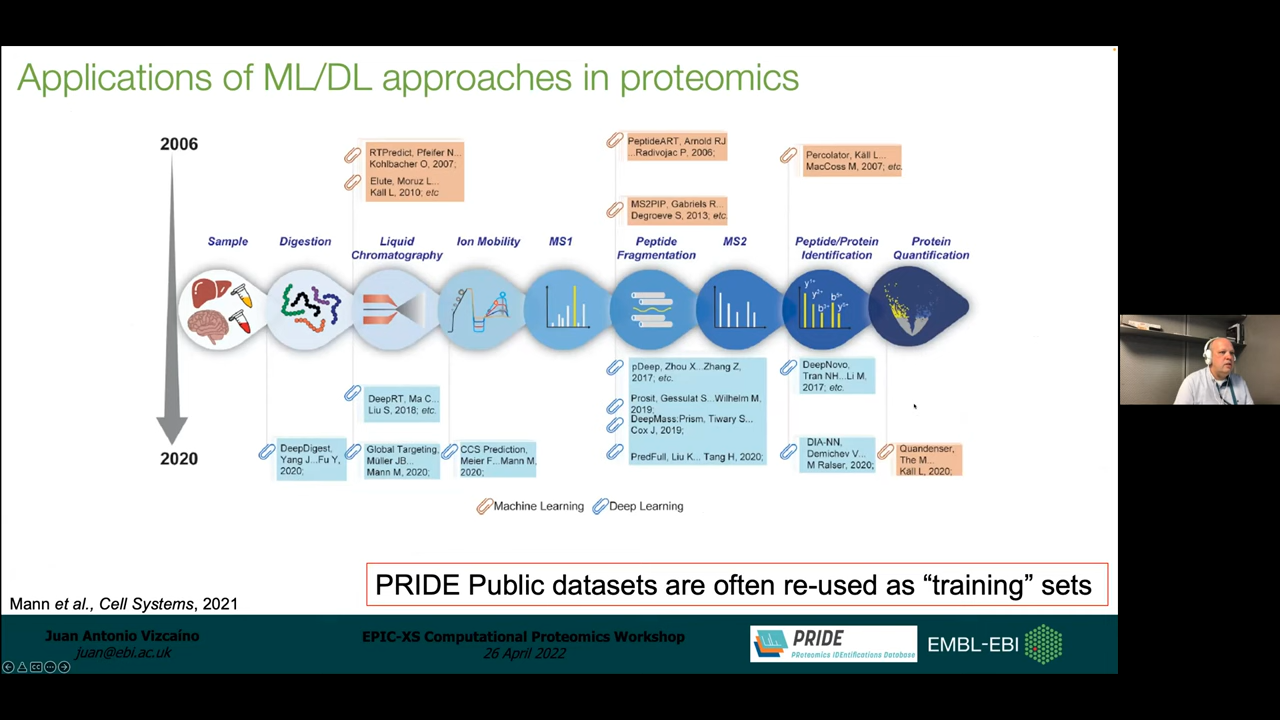 Applications of ML/DL approaches in proteomics
2006
RTPredict, Pfeifer N...
Kohlbacher O, 2007;
Elute, Moruz L...
Käll L, 2010; etc
PeptideART, Arnold RJ
...Radivojac P, 2006;
MS2PIP, Gabriels R...
Degroeve S, 2013, etc.
Percolator, Käll L...
MacCoss M, 2007; etc.
Sample
Digestion
Liquid
Chromatography
Ion Mobility
MS1
Peptide
Fragmentation
MS2
Peptide/Protein
Identification
Protein
Quantification
y1+
y2+
b3+
b2+
DeepRT, Ma C...
Liu S, 2018; etc.
pDeep, Zhou X...Zhang Z,
2017; etc.
Prosit, Gessulat S...Wilhelm M,
2019;
DeepMass:Prism, Tiwary S...
Cox J, 2019;
PredFull, Liu K... Tang H, 2020;
DeepNovo,
Tran NH...Li M,
2017; etc.
2020
DeepDigest,
Yang J...Fu Y,
2020;
Global Targeting,
Müller JB...
Mann M, 2020;
CCS Prediction,
Meier F...Mann M,
2020;
DIA-NN,
Demichev V...
M Ralser, 2020;
Quandenser,
The M...
Käll L, 2020;
Machine Learning
Deep Learning
PRIDE Public datasets are often re-used as “training” sets
Mann et al., Cell Systems, 2021
Juan Antonio Vizcaíno
juan@ebi.ac.uk
EPIC-XS Computational Proteomics Workshop
26 April 2022
PRIDE
PRoteomics IDEntifications Database
EMBL-EBI